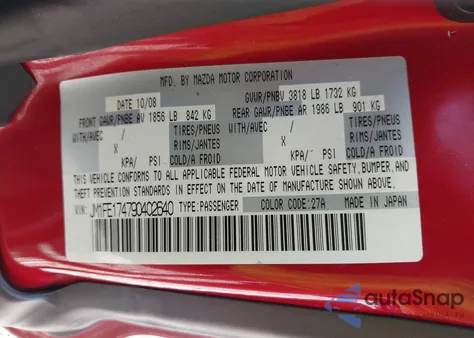 MFD. BY MAZDA MOTOR CORPORATION
DATE 10/08 GVWR/PNBV 3818 LB 1732 KG
FRONT GAWR/PNBE AV 1856 LB 842 KG REAR GAWR/PNBE AR 1986 LB 901 KG
WITH/AVEC / TIRES/PNEUS WITH/AVEC / TIRES/PNEUS
X RIMS/JANTES X RIMS/JANTES
KPA/ PSI COLD/A FROID KPA/ PSI COLD/A FROID
THIS VEHICLE CONFORMS TO ALL APPLICABLE FEDERAL MOTOR VEHICLE SAFETY, BUMPER, AND
THEFT PREVENTION STANDARDS IN EFFECT ON THE DATE OF MANUFACTURE SHOWN ABOVE.
VIN: JM1FE174790402640 TYPE:PASSENGER COLOR CODE:27A MADE IN JAPAN
autoSnap